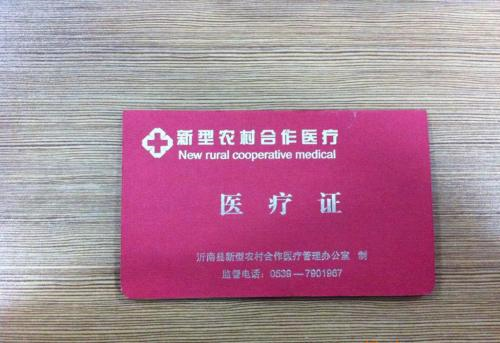 新型农村合作医疗
New rural cooperative medical
医疗证
沂南县新型农村合作医疗管理办公室 制
监督电话：0539—7901967